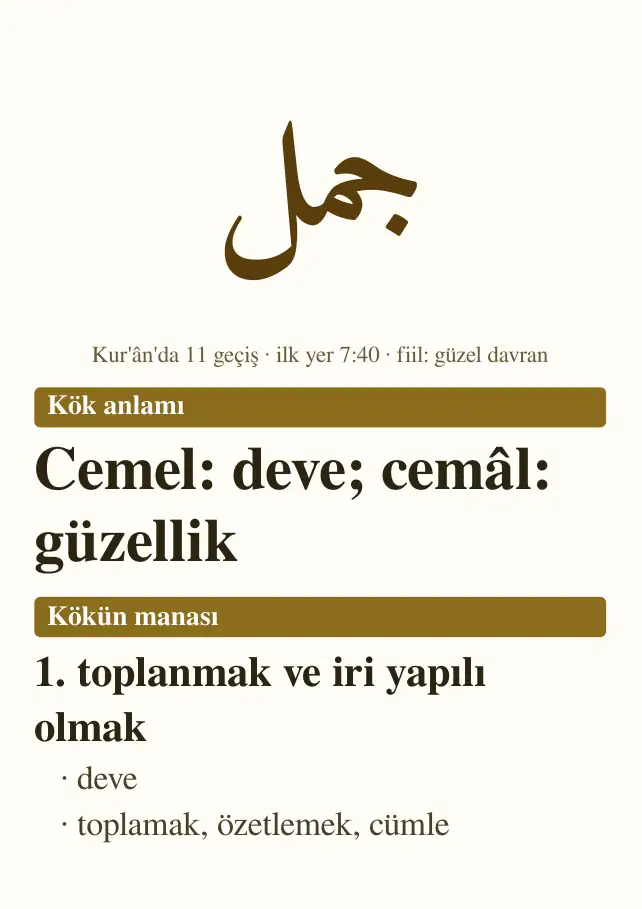 جمل
Kur'ân'da 11 geçiş · ilk yer 7:40 · fiil: güzel davran
Kök anlamı
Cemel: deve; cemâl:
güzellik
Kökün manası
1. toplanmak ve iri yapılı
olmak
· deve
· toplamak, özetlemek, cümle